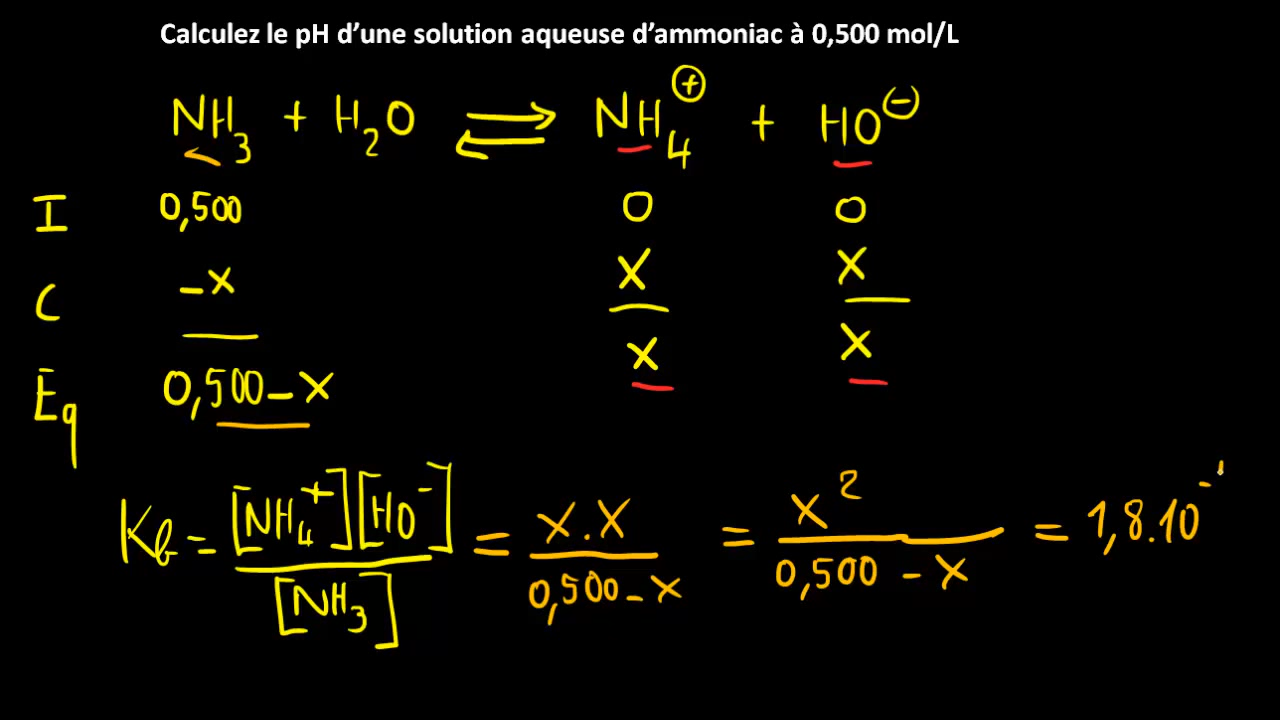 Calculez le pH d’une solution aqueuse d’ammoniac à 0,500 mol/L
NH₃ + H₂O ⇌ NH₄⊕ + HO⊖
I 0,500 0 0
C -x x x
Eq 0,500-x x x
Kb = [NH₄⁺][HO⁻] / [NH₃] = x.x / 0,500-x = x² / 0,500-x = 1,8.10⁻